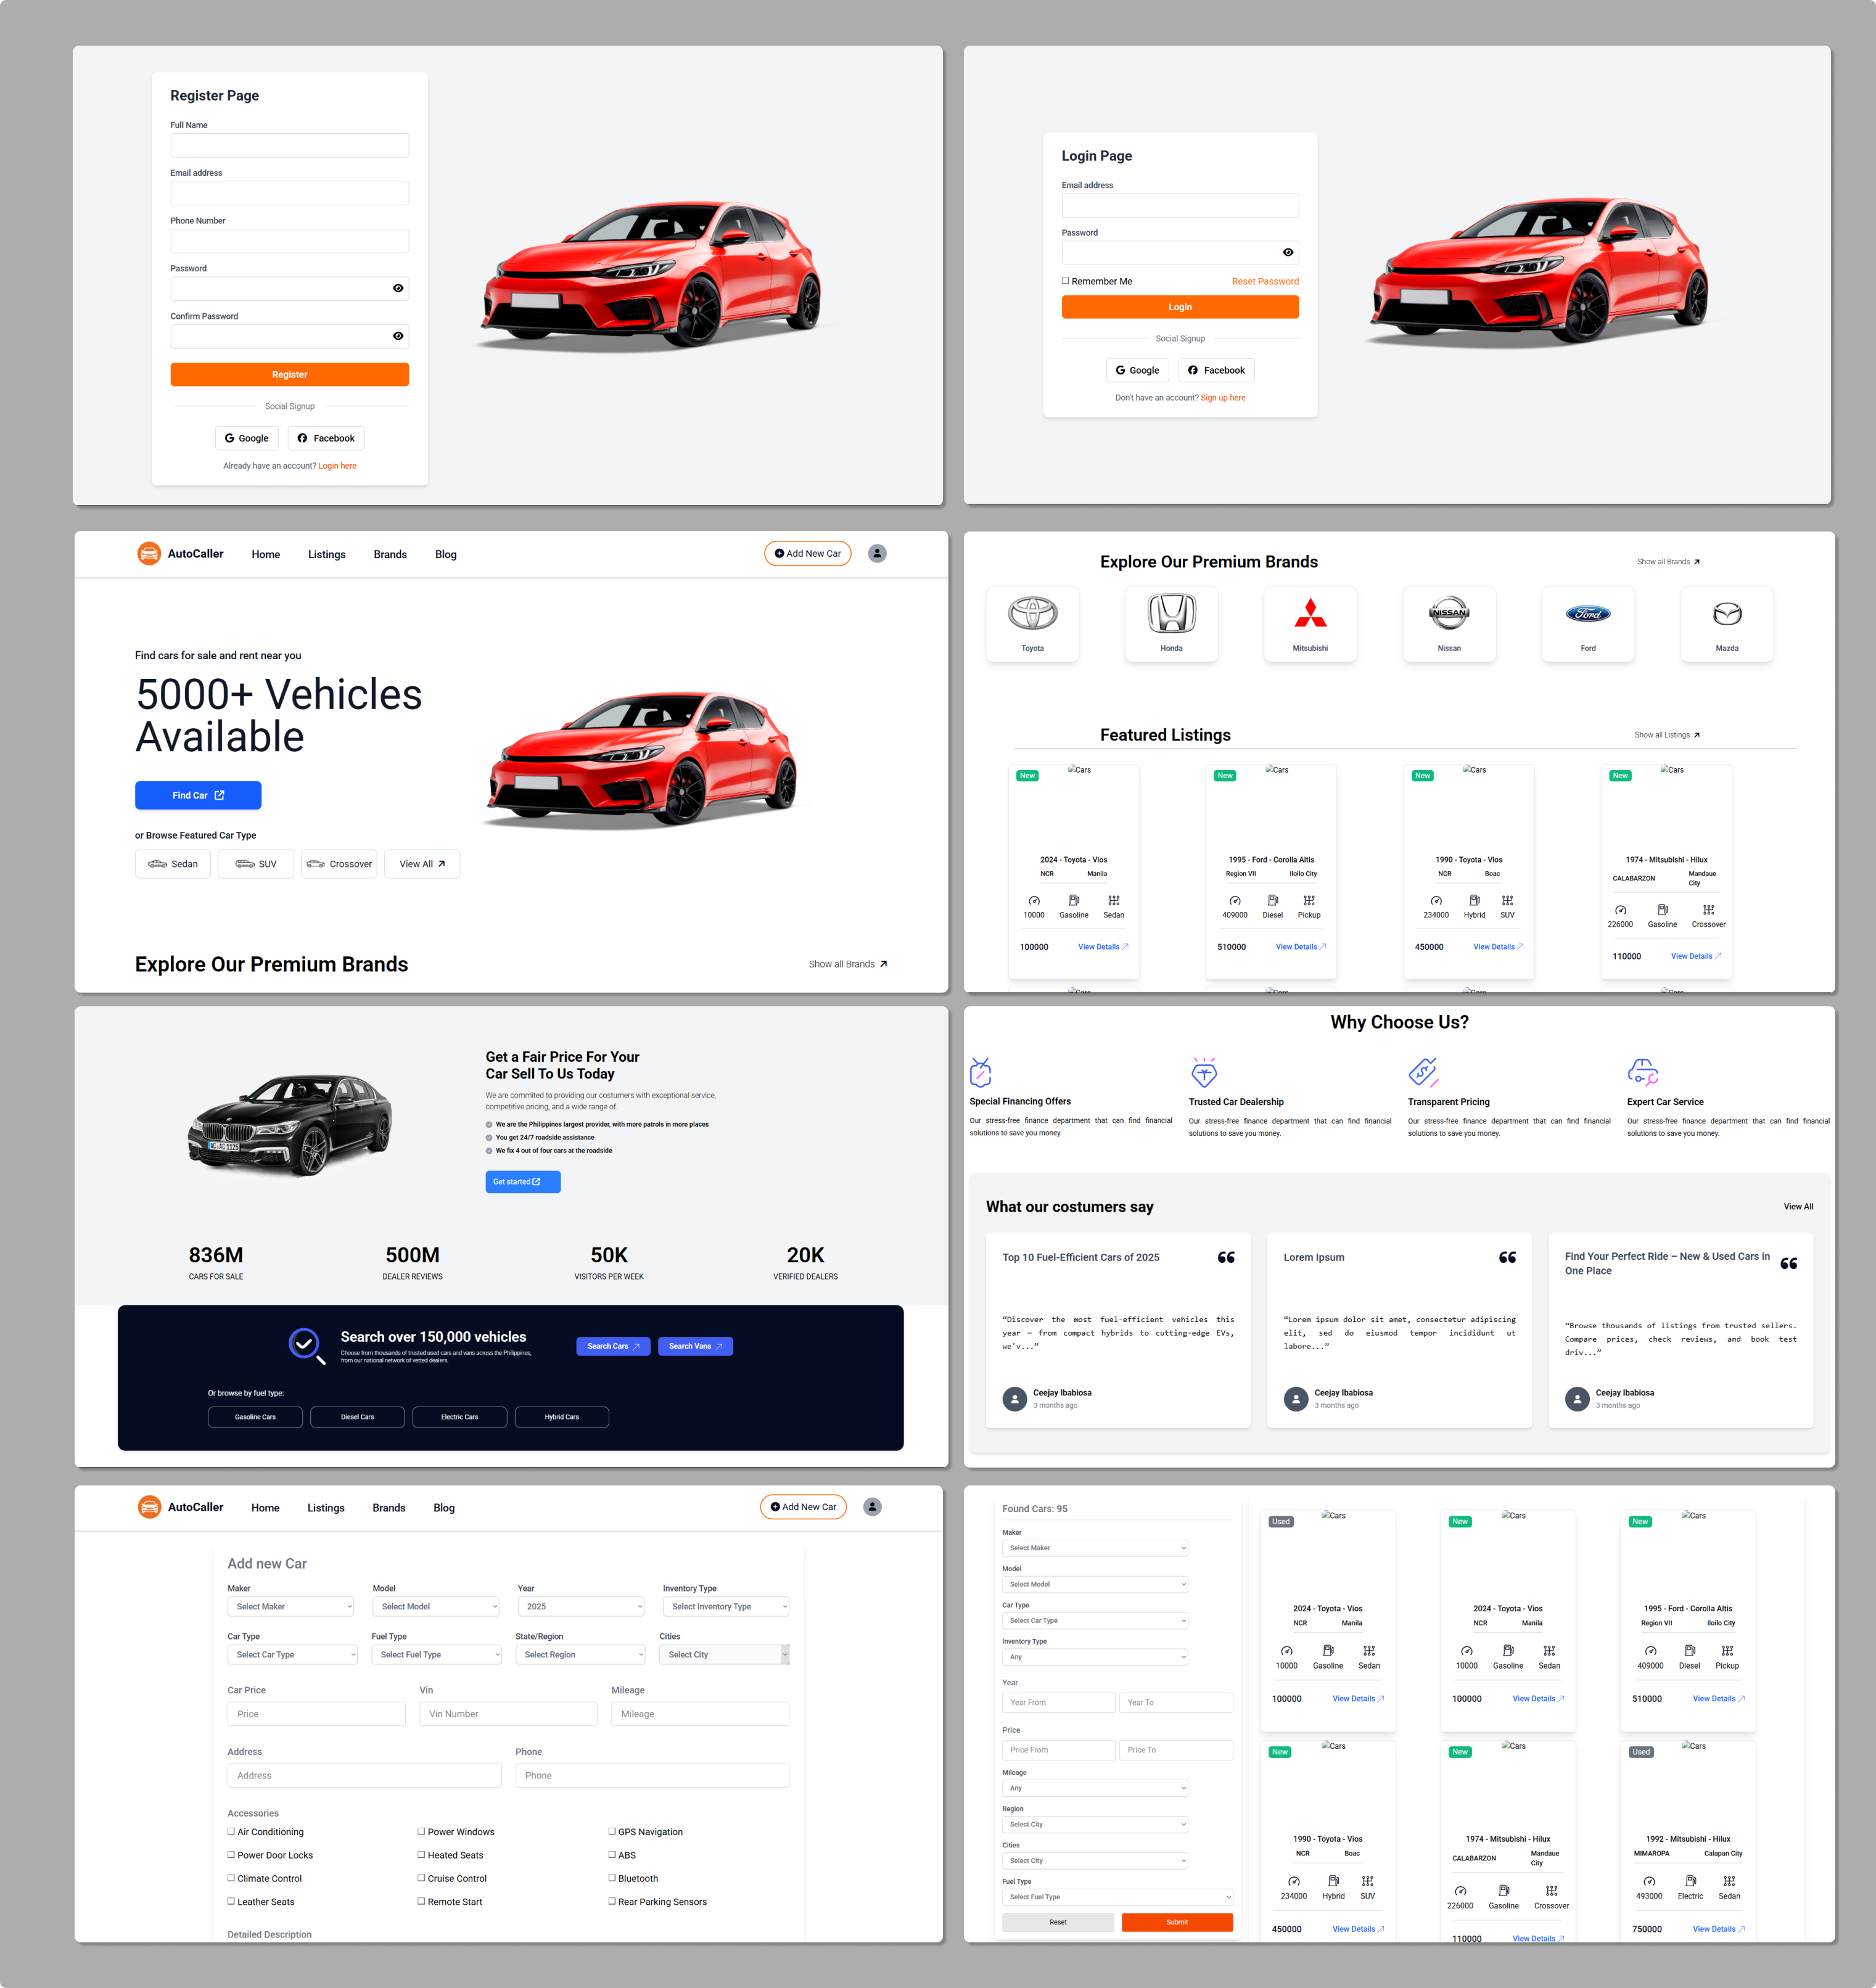 Register Page
Full Name
Email address
Phone Number
Password
Confirm Password
Register
Social Signup
Google
Facebook
Already have an account? Login here
Login Page
Email address
Password
Remember Me
Reset Password
Login
Social Signup
Google
Facebook
Don't have an account? Sign up here
AutoCaller
Home
Listings
Brands
Blog
Add New Car
Find cars for sale and rent near you
5000+ Vehicles
Available
Find Car
or Browse Featured Car Type
Sedan
SUV
Crossover
View All
Explore Our Premium Brands
Show all Brands
Explore Our Premium Brands
Show all Brands
NISSAN
Ford
Toyota
Honda
Mitsubishi
Nissan
Ford
Mazda
Featured Listings
Show all Listings
New
Cars
2024 - Toyota - Vios
NCR
Manila
10000
Gasoline
Sedan
100000
View Details
New
Cars
1995 - Ford - Corolla Altis
Region VII
Iloilo City
409000
Diesel
Pickup
510000
View Details
New
Cars
1990 - Toyota - Vios
NCR
Boac
234000
Hybrid
SUV
450000
View Details
New
Cars
1974 - Mitsubishi - Hilux
CALABARZON
Mandaue
City
226000
Gasoline
Crossover
110000
View Details
Cars
Cars
Cars
Cars
Get a Fair Price For Your
Car Sell To Us Today
We are commited to providing our costumers with exceptional service,
competitive pricing, and a wide range of.
We are the Philippines largest provider, with more patrols in more places
You get 24/7 roadside assistance
We fix 4 out of four cars at the roadside
Get started
836M
CARS FOR SALE
500M
DEALER REVIEWS
50K
VISITORS PER WEEK
20K
VERIFIED DEALERS
Search over 150,000 vehicles
Choose from thousands of trusted used cars and vans across the Philippines,
from our national network of vetted dealers.
Search Cars
Search Vans
Or browse by fuel type:
Gasoline Cars
Diesel Cars
Electric Cars
Hybrid Cars
Why Choose Us?
Special Financing Offers
Our stress-free finance department that can find financial
solutions to save you money.
Trusted Car Dealership
Our stress-free finance department that can find financial
solutions to save you money.
Transparent Pricing
Our stress-free finance department that can find financial
solutions to save you money.
Expert Car Service
Our stress-free finance department that can find financial
solutions to save you money.
What our costumers say
View All
Top 10 Fuel-Efficient Cars of 2025
“Discover the most fuel-efficient vehicles this
year — from compact hybrids to cutting-edge EVs,
we'v...”
Ceejay Ibabiosa
3 months ago
Lorem Ipsum
“Lorem ipsum dolor sit amet, consectetur adipiscing
elit, sed do eiusmod tempor incididunt ut
labore...”
Ceejay Ibabiosa
3 months ago
Find Your Perfect Ride – New & Used Cars in
One Place
“Browse thousands of listings from trusted sellers.
Compare prices, check reviews, and book test
driv...”
Ceejay Ibabiosa
3 months ago
AutoCaller
Home
Listings
Brands
Blog
Add New Car
Add new Car
Maker
Select Maker
Model
Select Model
Year
2025
Inventory Type
Select Inventory Type
Car Type
Select Car Type
Fuel Type
Select Fuel Type
State/Region
Select Region
Cities
Select City
Car Price
Price
Vin
Vin Number
Mileage
Mileage
Address
Address
Phone
Phone
Accessories
Air Conditioning
Power Windows
GPS Navigation
Power Door Locks
Heated Seats
ABS
Climate Control
Cruise Control
Bluetooth
Leather Seats
Remote Start
Rear Parking Sensors
Detailed Description
Found Cars: 95
Maker
Select Maker
Model
Select Model
Car Type
Select Car Type
Inventory Type
Any
Year
Year From
Year To
Price
Price From
Price To
Mileage
Any
Region
Select City
Cities
Select City
Fuel Type
Select Fuel Type
Reset
Submit
Used
Cars
2024 - Toyota - Vios
NCR
Manila
10000
Gasoline
Sedan
100000
View Details
New
Cars
2024 - Toyota - Vios
NCR
Manila
10000
Gasoline
Sedan
100000
View Details
New
Cars
1995 - Ford - Corolla Altis
Region VII
Iloilo City
409000
Diesel
Pickup
510000
View Details
New
Cars
1990 - Toyota - Vios
NCR
Boac
234000
Hybrid
SUV
450000
View Details
New
Cars
1974 - Mitsubishi - Hilux
CALABARZON
Mandaue
City
226000
Gasoline
Crossover
110000
View Details
Used
Cars
1992 - Mitsubishi - Hilux
MIMAROPA
Calapan City
493000
Electric
Sedan
750000
View Details